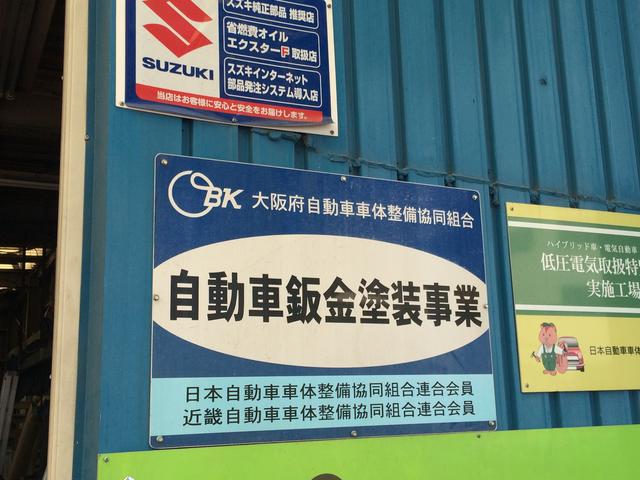 スズキ純正部品 推奨店
省燃費オイル
エクスターF 取扱店
スズキインターネット
部品発注システム導入店
SUZUKI
当店はお客様に安心と安全をお届けします。
BK 大阪府自動車車体整備協同組合
自動車鈑金塗装事業
日本自動車車体整備協同組合連合会員
近畿自動車車体整備協同組合連合会員
ハイブリッド車・電気自動車
低圧電気取扱特
実施工場
日本自動車車体